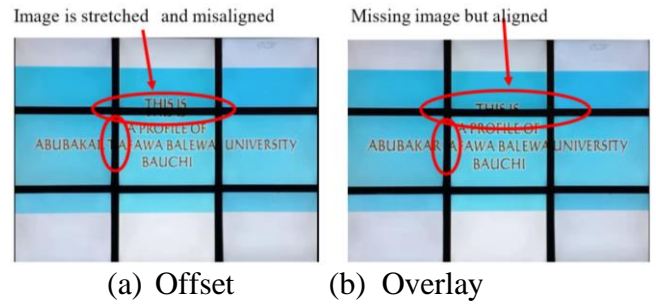 Image is stretched and misaligned
Missing image but aligned
THIS IS
A PROFILE OF
ABUBAKAR TAFAWA BALEWA UNIVERSITY
BAUCHI
THIS IS
A PROFILE OF
ABUBAKAR AFAWA BALEWA UNIVERSITY
BAUCHI
(a) Offset
(b) Overlay